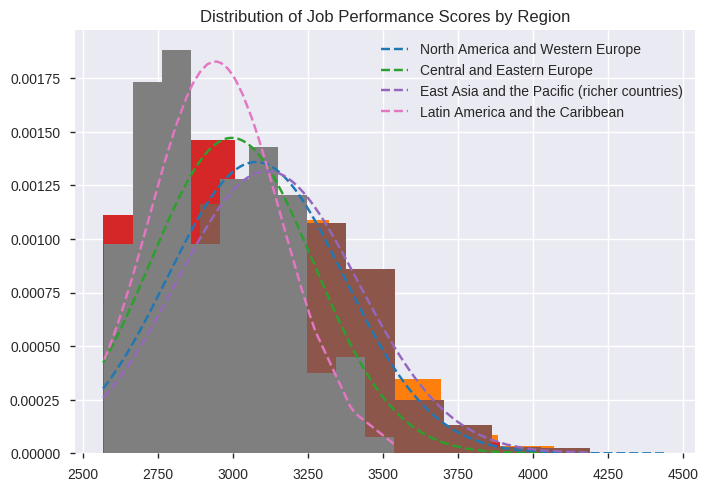 Distribution of Job Performance Scores by Region
North America and Western Europe
Central and Eastern Europe
East Asia and the Pacific (richer countries)
Latin America and the Caribbean
0.00175
0.00150
0.00125
0.00100
0.00075
0.00050
0.00025
0.00000
2500 2750 3000 3250 3500 3750 4000 4250 4500